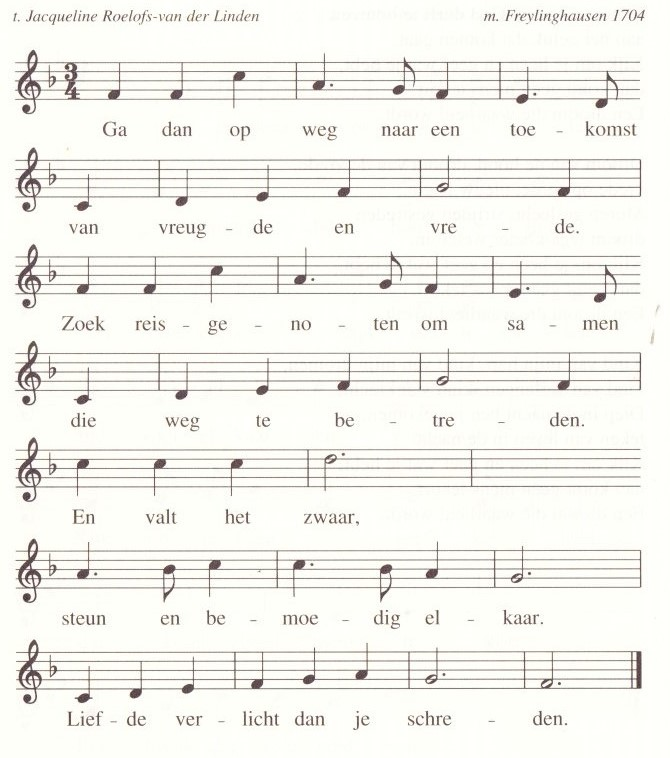 t. Jacqueline Roelofs-van der Linden m. Freylinghausen 1704
3
4
Ga dan op weg naar een toe - komst
van vreug - de en vre - de.
Zoek reis - ge - no - ten om sa - men
die weg te be - tre - den.
En valt het zwaar,
steun en be - moe - dig el - kaar.
Lief - de ver - licht dan je schre - den.